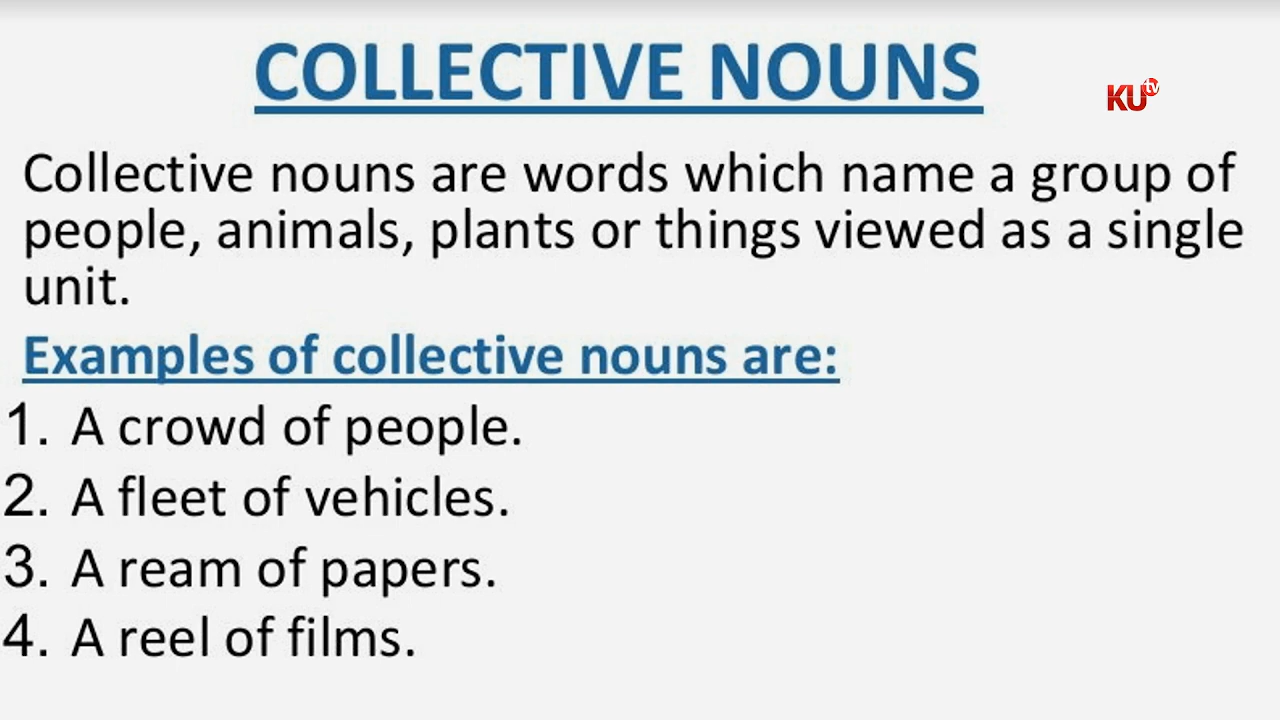 COLLECTIVE NOUNS
KUtv
Collective nouns are words which name a group of
people, animals, plants or things viewed as a single
unit.
Examples of collective nouns are:
1. A crowd of people.
2. A fleet of vehicles.
3. A ream of papers.
4. A reel of films.